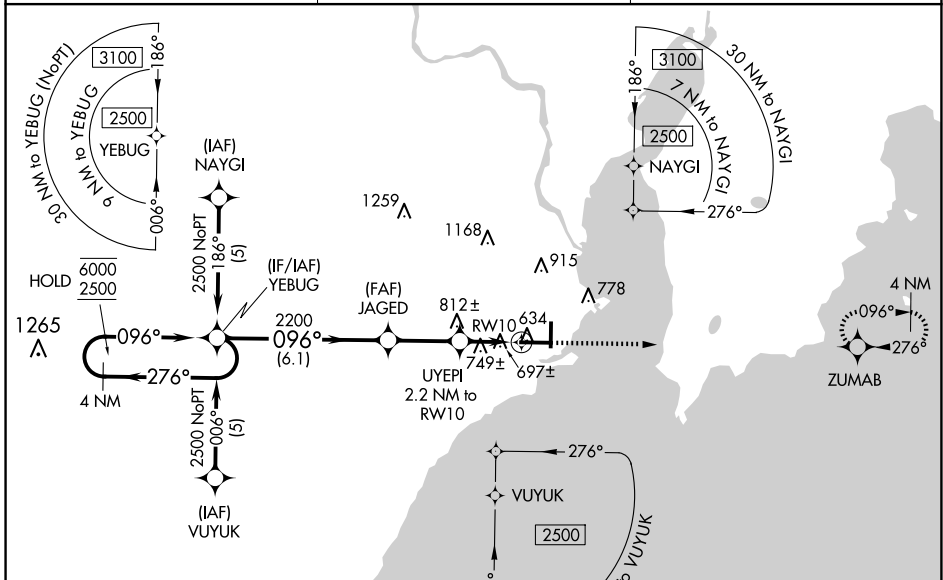 30 NM to YEBUG (NoPT)
9 NM to YEBUG
3100
186°
2500
YEBUG
006°
(IAF)
NAYGI
2500 NoPT
186°
(5)
(IF/IAF)
YEBUG
HOLD
6000
2500
1265
096°
276°
4 NM
2500 NoPT
006°
(5)
(IAF)
VUYUK
2200
096°
(6.1)
(FAF)
JAGED
1259
1168
915
778
812±
RW10
634
749±
697±
UYEPI
2.2 NM to
RW10
3100
186°
30 NM to NAYGI
7 NM to NAYGI
2500
NAYGI
276°
4 NM
096°
276°
ZUMAB
276°
VUYUK
2500
VUYUK